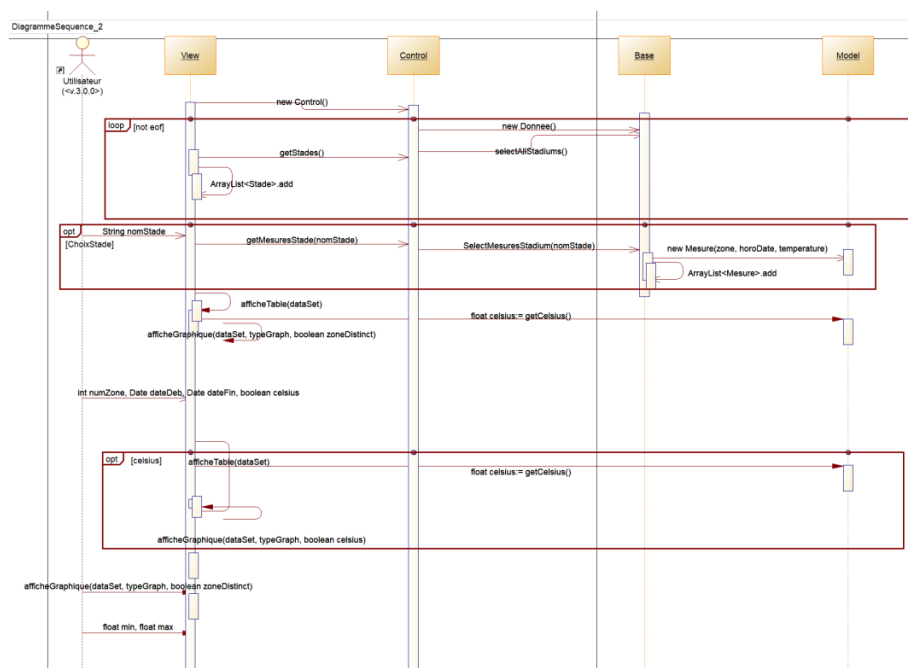 DiagrammeSequence_2
Utilisateur
(<v.3.0.0>)
View
Control
Base
Model
new Control()
loop
[not eof]
new Donnee()
getStades()
selectAllStadiums()
ArrayList<Stade>.add
opt
[ChoixStade]
String nomStade
getMesuresStade(nomStade)
SelectMesuresStadium(nomStade)
new Mesure(zone, horoDate, temperature)
ArrayList<Mesure>.add
afficheTable(dataSet)
float celsius:= getCelsius()
afficheGraphique(dataSet, typeGraph, boolean zoneDistinct)
int numZone, Date dateDeb, Date dateFin, boolean celsius
opt
[celsius]
afficheTable(dataSet)
float celsius:= getCelsius()
afficheGraphique(dataSet, typeGraph, boolean celsius)
afficheGraphique(dataSet, typeGraph, boolean zoneDistinct)
float min, float max